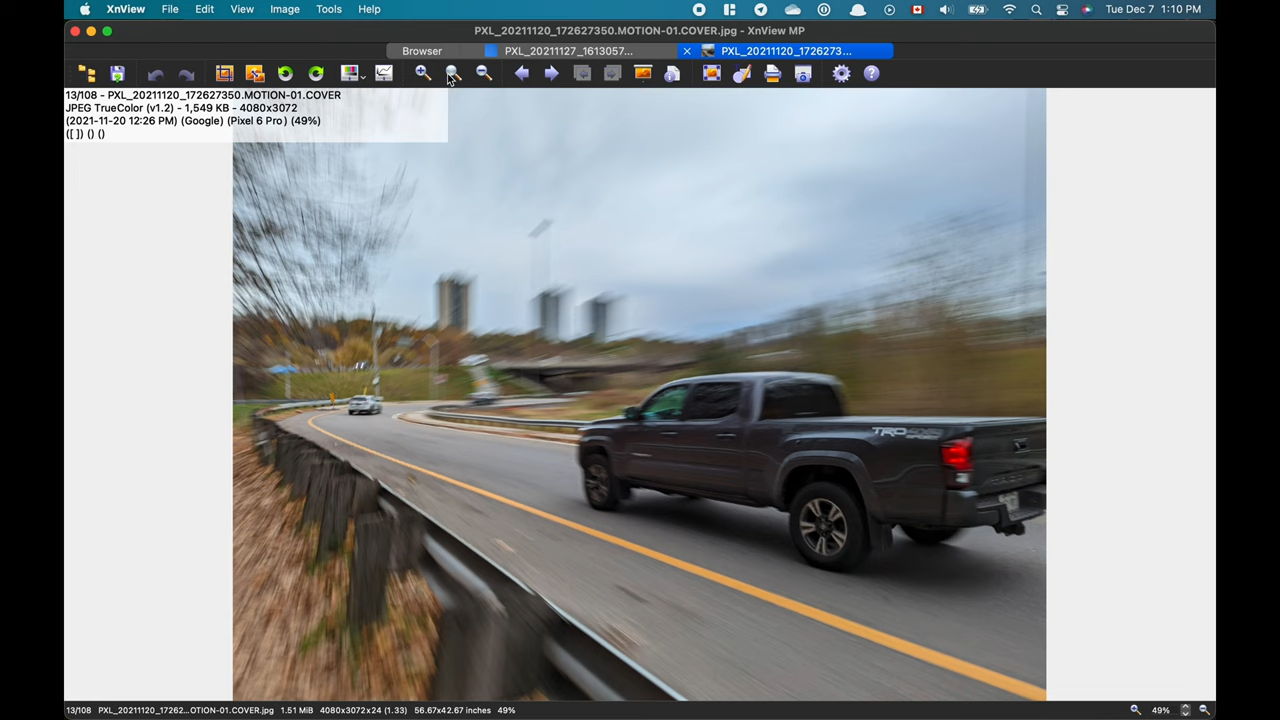 XnView File Edit View Image Tools Help Tue Dec 7 1:10 PM
PXL_20211120_172627350.MOTION-01.COVER.jpg - XnView MP
Browser PXL_20211127_1613057... PXL_20211120_1726273...
13/108 - PXL_20211120_172627350.MOTION-01.COVER
JPEG TrueColor (v1.2) - 1,549 KB - 4080x3072
(2021-11-20 12:26 PM) (Google) (Pixel 6 Pro) (49%)
([ ]) () ()
TRD
13/108 PXL_20211120_17262...OTION-01.COVER.jpg 1.51 MiB 4080x3072x24 (1.33) 56.67x42.67 inches 49% 49%